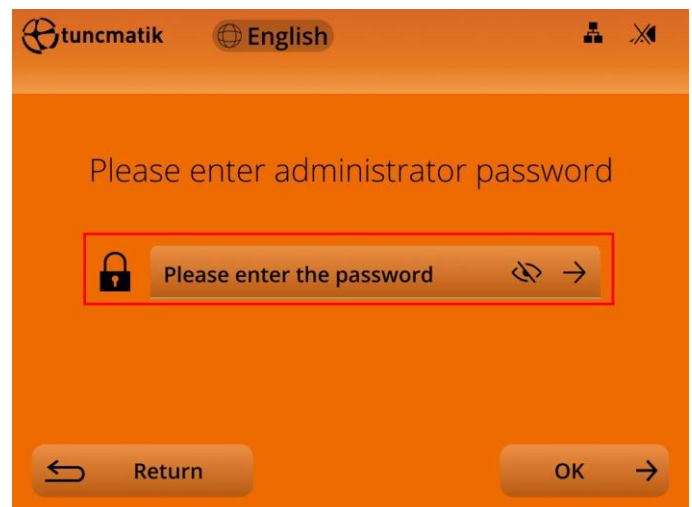 tuncmatik
English
Please enter administrator password
Please enter the password
Return
OK